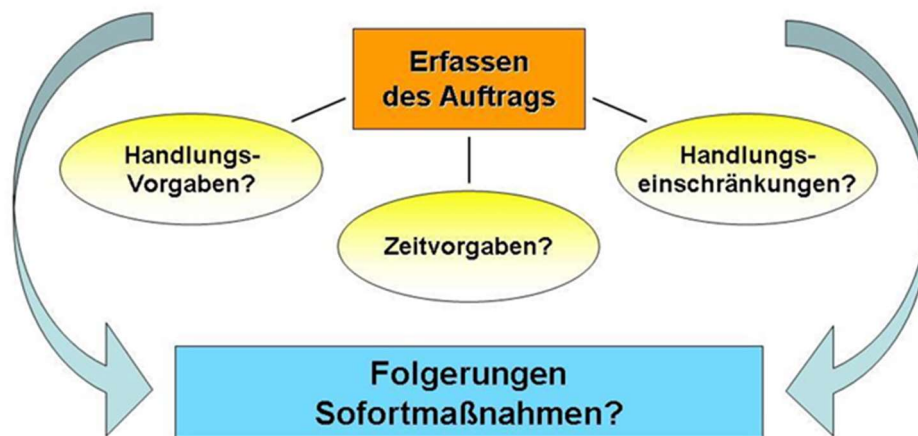 Erfassen
des Auftrags
Handlungs-
Vorgaben?
Handlungs-
einschränkungen?
Zeitvorgaben?
Folgerungen
Sofortmaßnahmen?